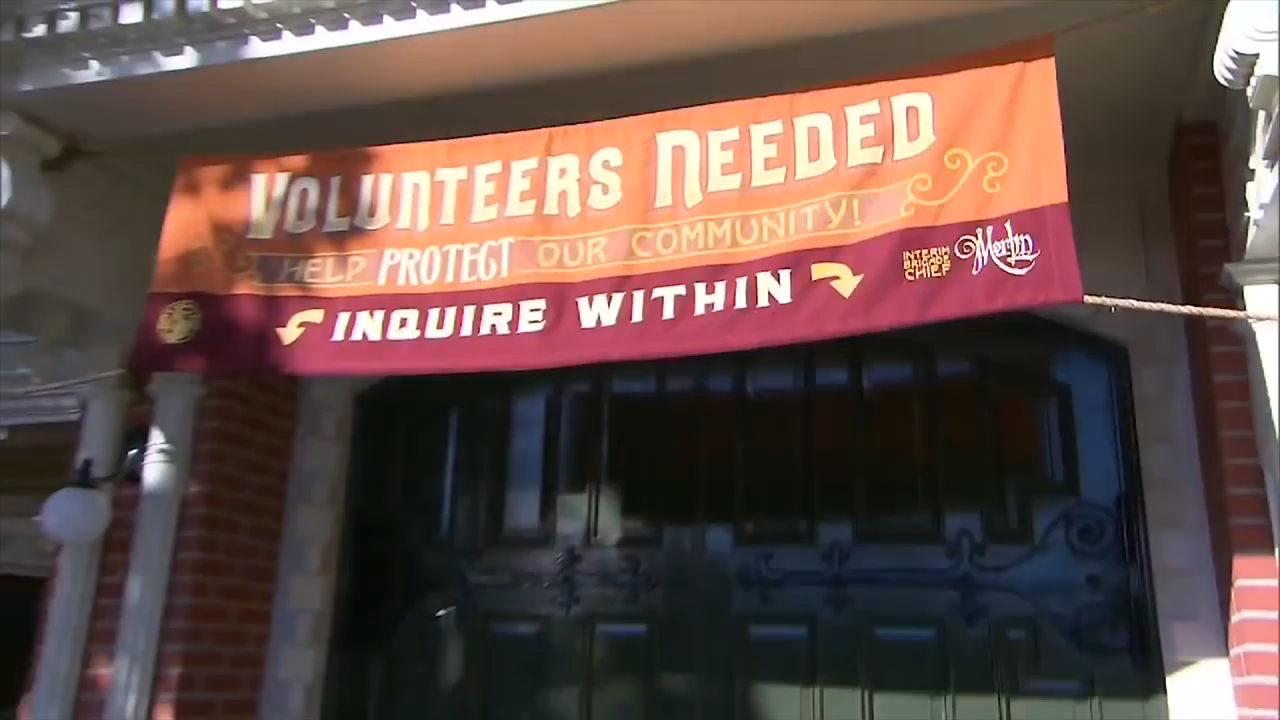 VOLUNTEERS NEEDED
HELP PROTECT OUR COMMUNITY!
INQUIRE WITHIN
INTERIM
BRIGADE
CHIEF
Merlin